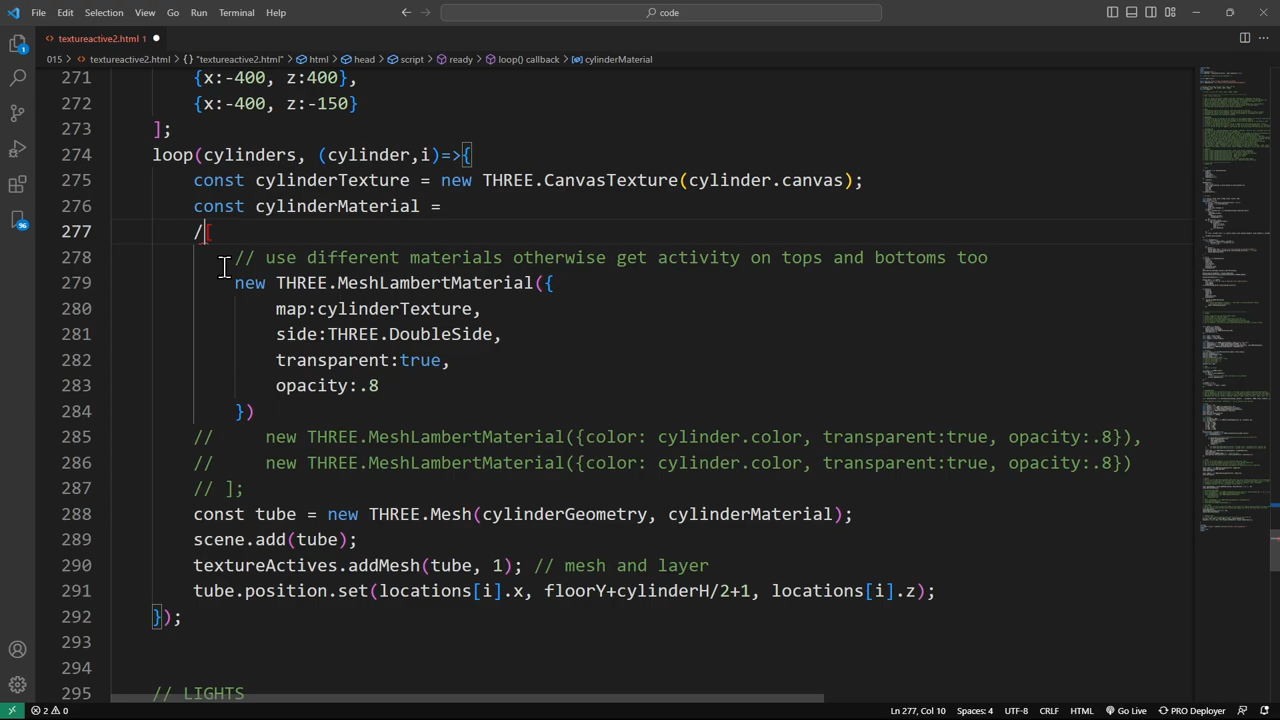 File Edit Selection View Go Run Terminal Help
code
textureactive2.html 1
015 > textureactive2.html > {} "textureactive2.html" > html > head > script > ready > loop() callback > cylinderMaterial
271 {x:-400, z:400},
272 {x:-400, z:-150}
273 ];
274 loop(cylinders, (cylinder,i)=>{
275 const cylinderTexture = new THREE.CanvasTexture(cylinder.canvas);
276 const cylinderMaterial =
277 /[
278 // use different materials otherwise get activity on tops and bottoms too
279 new THREE.MeshLambertMaterial({
280 map:cylinderTexture,
281 side:THREE.DoubleSide,
282 transparent:true,
283 opacity:.8
284 })
285 //     new THREE.MeshLambertMaterial({color: cylinder.color, transparent:true, opacity:.8}),
286 //     new THREE.MeshLambertMaterial({color: cylinder.color, transparent:true, opacity:.8})
287 // ];
288 const tube = new THREE.Mesh(cylinderGeometry, cylinderMaterial);
289 scene.add(tube);
290 textureActives.addMesh(tube, 1); // mesh and layer
291 tube.position.set(locations[i].x, floorY+cylinderH/2+1, locations[i].z);
292 });
293
294
295 // LIGHTS
1
96
2 0 Ln 277, Col 10 Spaces: 4 UTF-8 CRLF HTML Go Live PRO Deployer